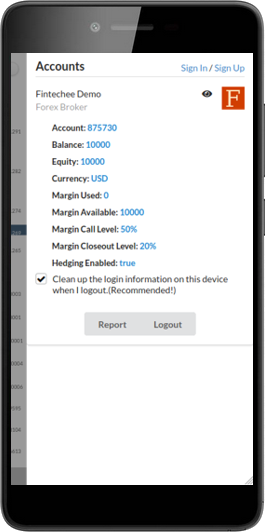 Accounts
Sign In / Sign Up
Fintechee Demo
Forex Broker
F
Account: 875730
Balance: 10000
Equity: 10000
Currency: USD
Margin Used: 0
Margin Available: 10000
Margin Call Level: 50%
Margin Closeout Level: 20%
Hedging Enabled: true
Clean up the login information on this device
when I logout.(Recommended!)
Report
Logout